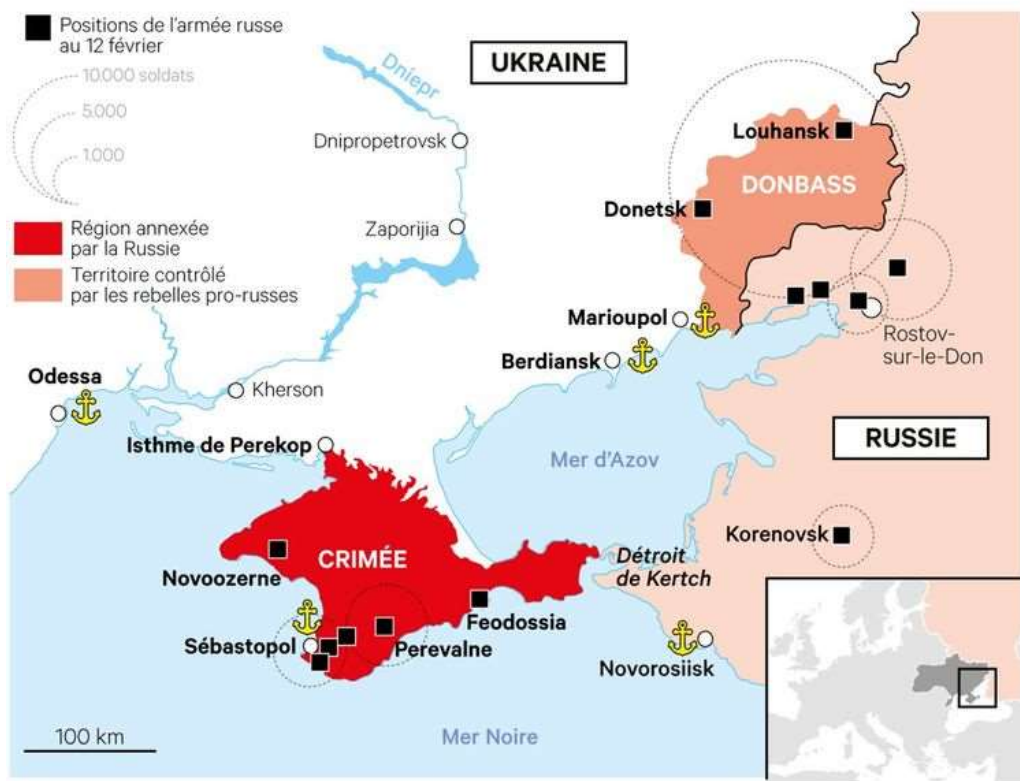 Positions de l'armée russe
au 12 février
10.000 soldats
5.000
1.000
Région annexée
par la Russie
Territoire contrôlé
par les rebelles pro-russes
UKRAINE
Dniepr
Dnipropetrovsk
Zaporijia
Louhansk
DONBASS
Donetsk
Marioupol
Berdiansk
Rostov-
sur-le-Don
Odessa
Kherson
Isthme de Perekop
Mer d'Azov
RUSSIE
Korenovsk
CRIMÉE
Novoozerne
Détroit
de Kertch
Feodossia
Sébastopol
Perevalne
Novorosiisk
100 km
Mer Noire